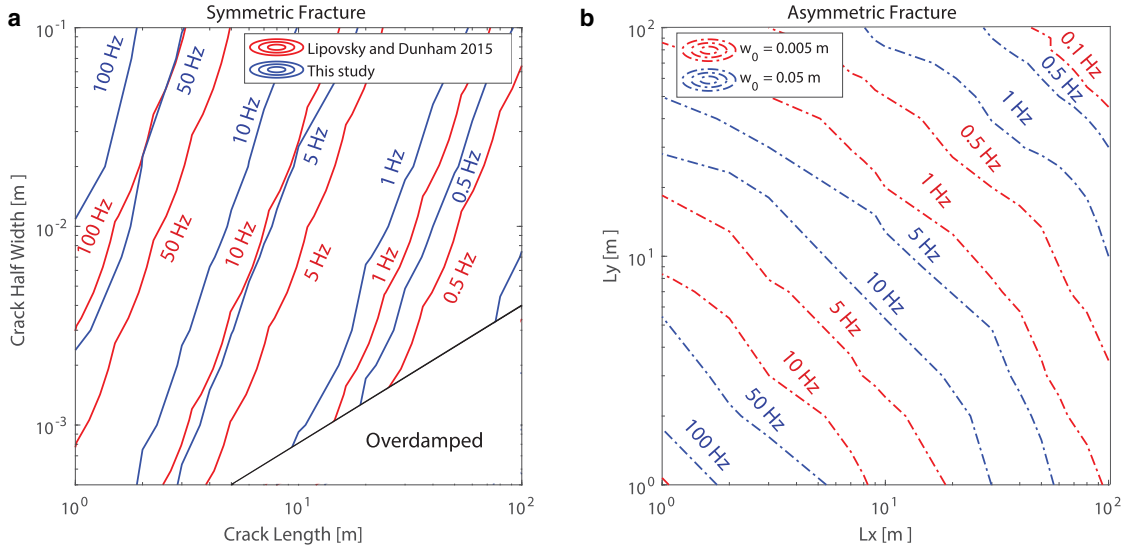 a
Symmetric Fracture
Lipovsky and Dunham 2015
This study
100 Hz
50 Hz
10 Hz
5 Hz
1 Hz
0.5 Hz
100 Hz
50 Hz
10 Hz
5 Hz
1 Hz
0.5 Hz
Overdamped
10^-1
10^-2
10^-3
10^0
10^1
10^2
Crack Half Width [m ]
Crack Length [m]
b
Asymmetric Fracture
w_0 = 0.005 m
w_0 = 0.05 m
0.1 Hz
0.5 Hz
1 Hz
0.5 Hz
1 Hz
5 Hz
10 Hz
5 Hz
10 Hz
50 Hz
100 Hz
10^2
10^1
10^0
10^0
10^1
10^2
Ly [m ]
Lx [m ]